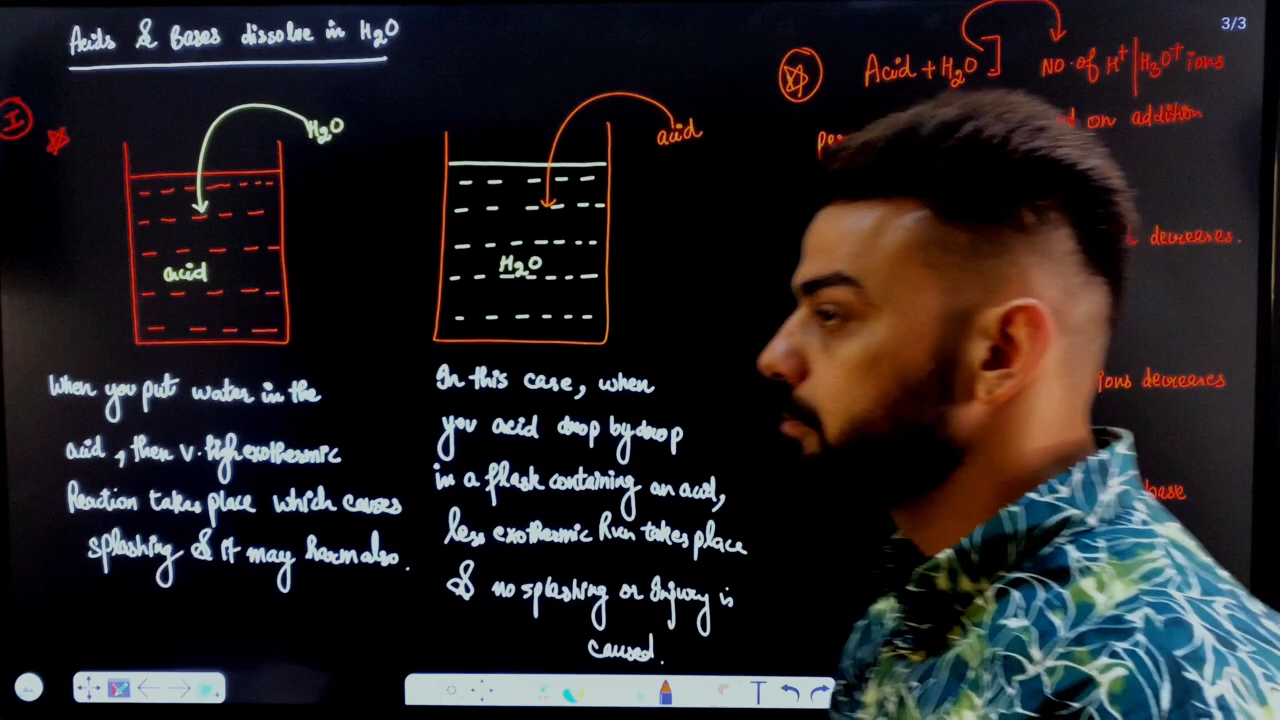 Acids & Bases dissolve in H₂O
3/3
I
H₂O
acid
acid
H₂O
When you put water in the
acid, then v.high exothermic
Reaction takes place which causes
splashing & it may harm also.
In this case, when
you acid drop by drop
in a flask containing an acid,
less exothermic Rxn takes place
& no splashing or Injury is
caused.
Acid + H₂O] NO. of H⁺ | H₃O⁺ ions
on addition
decreases.
ions decreases
base
T